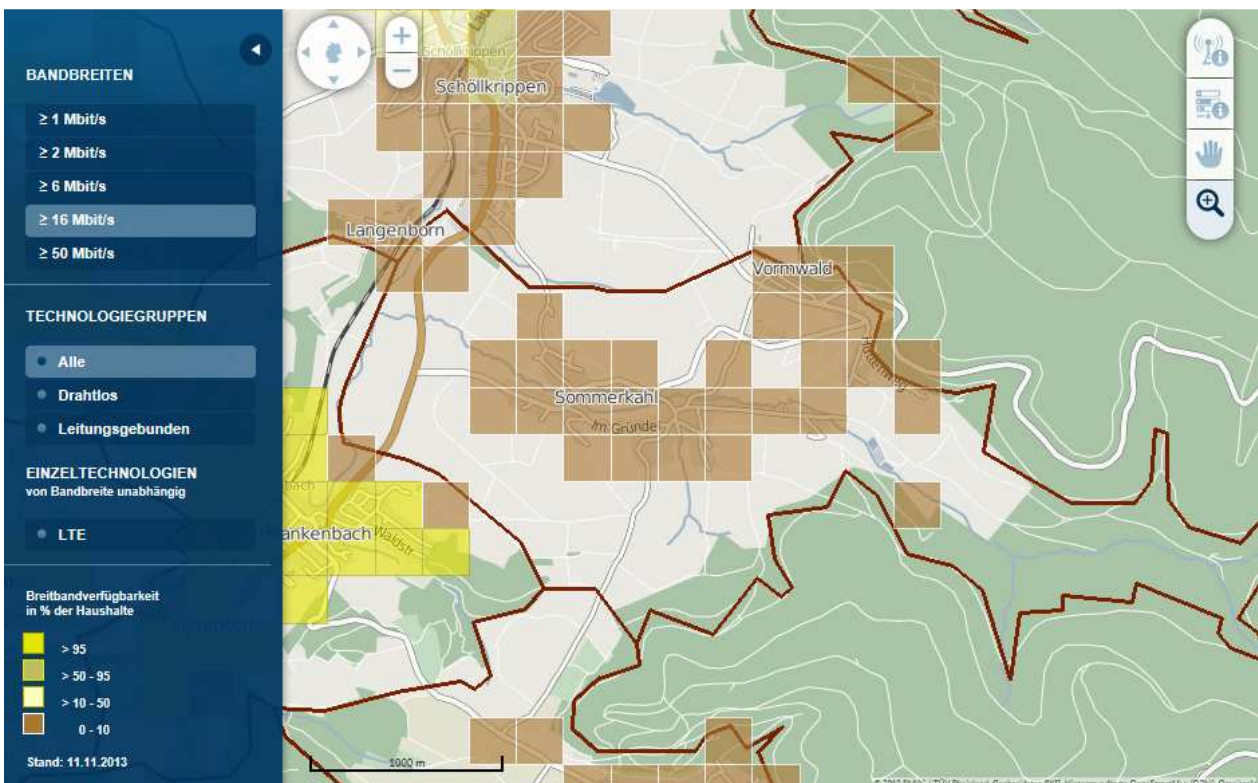 BANDBREITEN
≥ 1 Mbit/s
≥ 2 Mbit/s
≥ 6 Mbit/s
≥ 16 Mbit/s
≥ 50 Mbit/s
TECHNOLOGIEGRUPPEN
Alle
Drahtlos
Leitungsgebunden
EINZELTECHNOLOGIEN
von Bandbreite unabhängig
LTE
Breitbandverfügbarkeit
in % der Haushalte
> 95
> 50 - 95
> 10 - 50
0 - 10
Stand: 11.11.2013
+
−
Schöllkrippen
Schöllkrippen
Langenborn
Vormwald
Sommerkahl
Im Gründe
ankenbach
Waldstr
1000 m